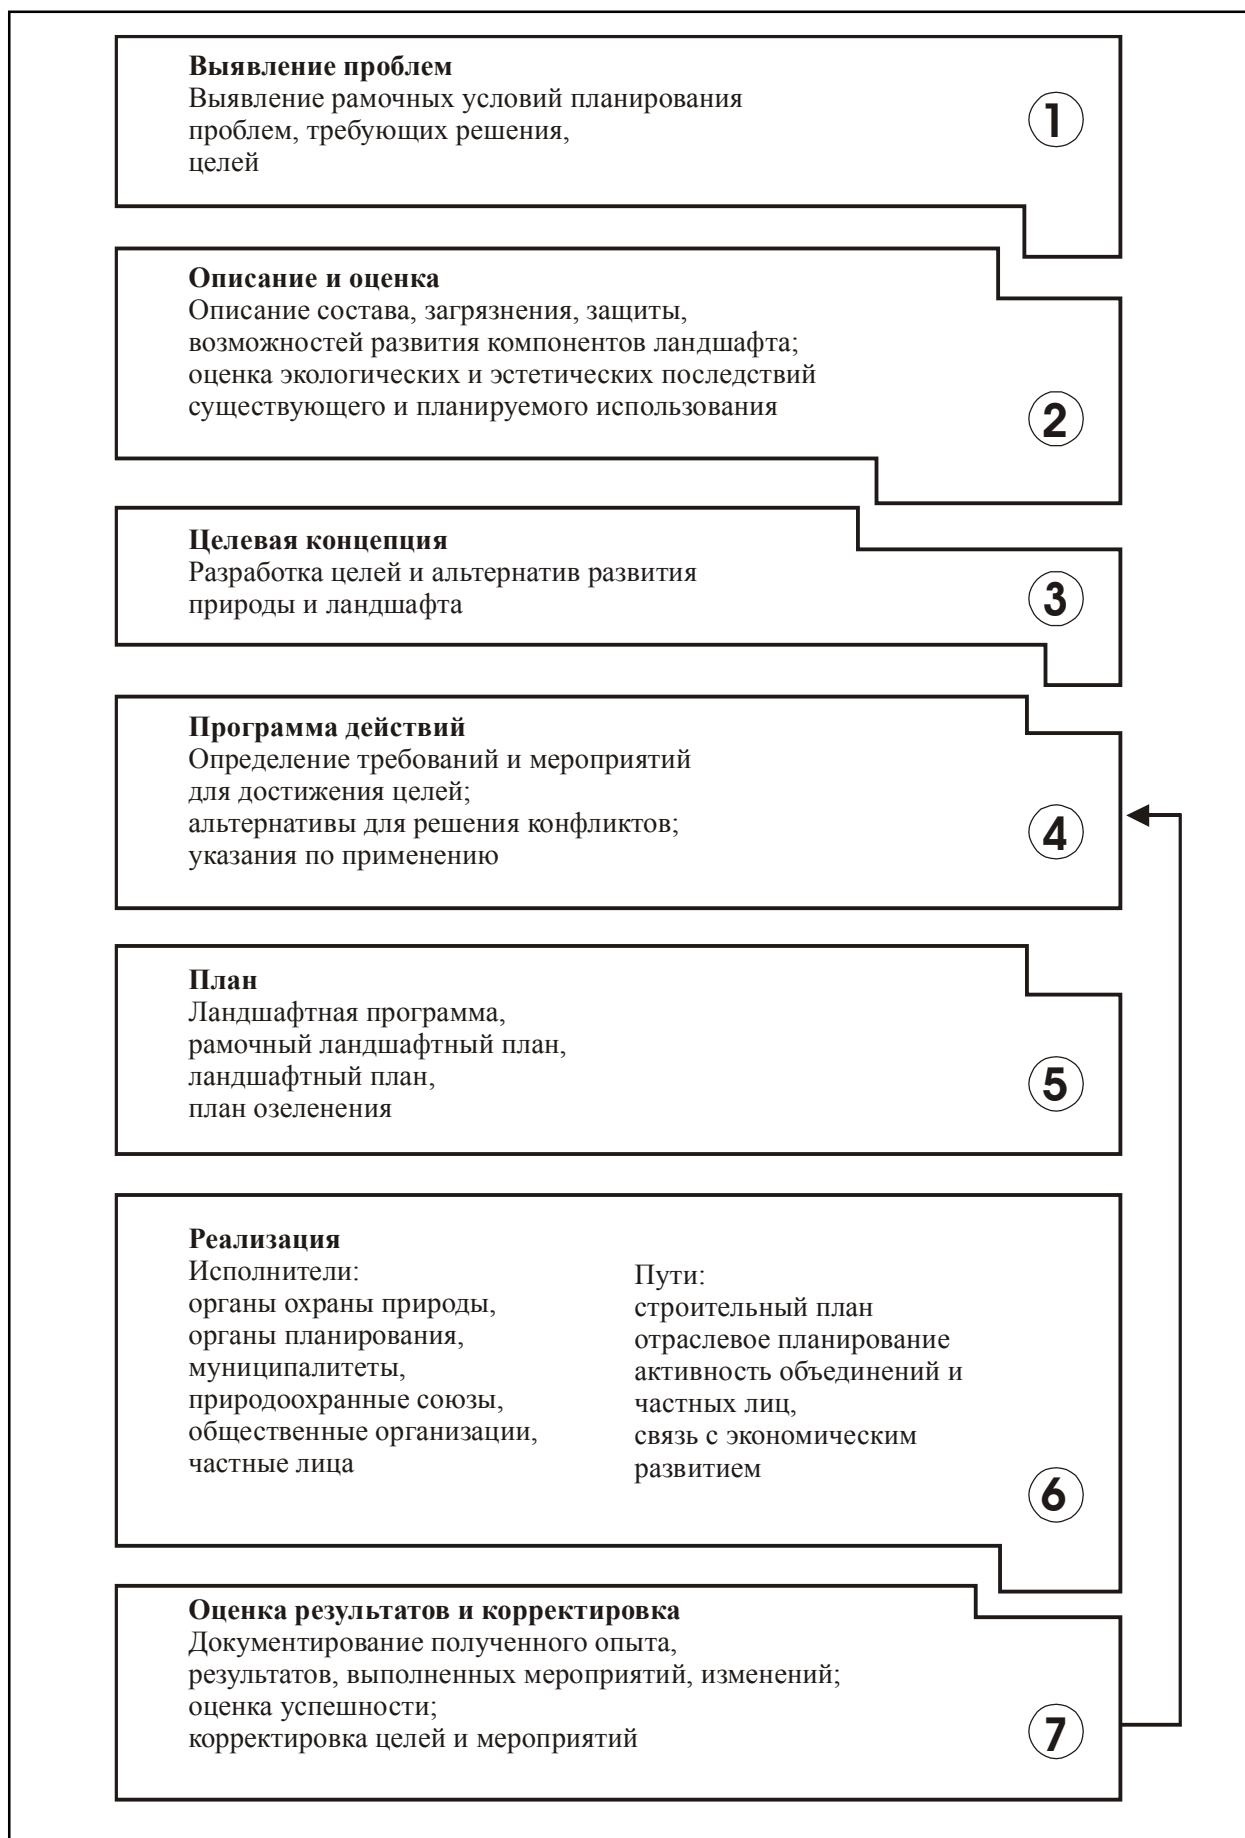 Выявление проблем
Выявление рамочных условий планирования
проблем, требующих решения,
целей
1
Описание и оценка
Описание состава, загрязнения, защиты,
возможностей развития компонентов ландшафта;
оценка экологических и эстетических последствий
существующего и планируемого использования
2
Целевая концепция
Разработка целей и альтернатив развития
природы и ландшафта
3
Программа действий
Определение требований и мероприятий
для достижения целей;
альтернативы для решения конфликтов;
указания по применению
4
План
Ландшафтная программа,
рамочный ландшафтный план,
ландшафтный план,
план озеленения
5
Реализация
Исполнители:
органы охраны природы,
органы планирования,
муниципалитеты,
природоохранные союзы,
общественные организации,
частные лица
Пути:
строительный план
отраслевое планирование
активность объединений и
частных лиц,
связь с экономическим
развитием
6
Оценка результатов и корректировка
Документирование полученного опыта,
результатов, выполненных мероприятий, изменений;
оценка успешности;
корректировка целей и мероприятий
7